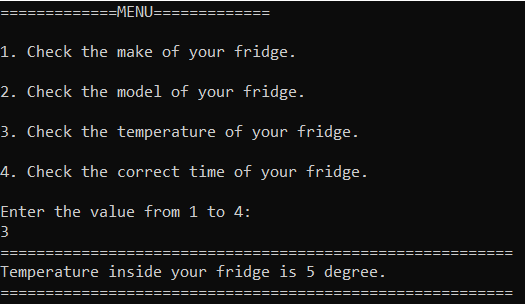 =============MENU=============
1. Check the make of your fridge.
2. Check the model of your fridge.
3. Check the temperature of your fridge.
4. Check the correct time of your fridge.
Enter the value from 1 to 4:
3
=========================================================
Temperature inside your fridge is 5 degree.
=========================================================